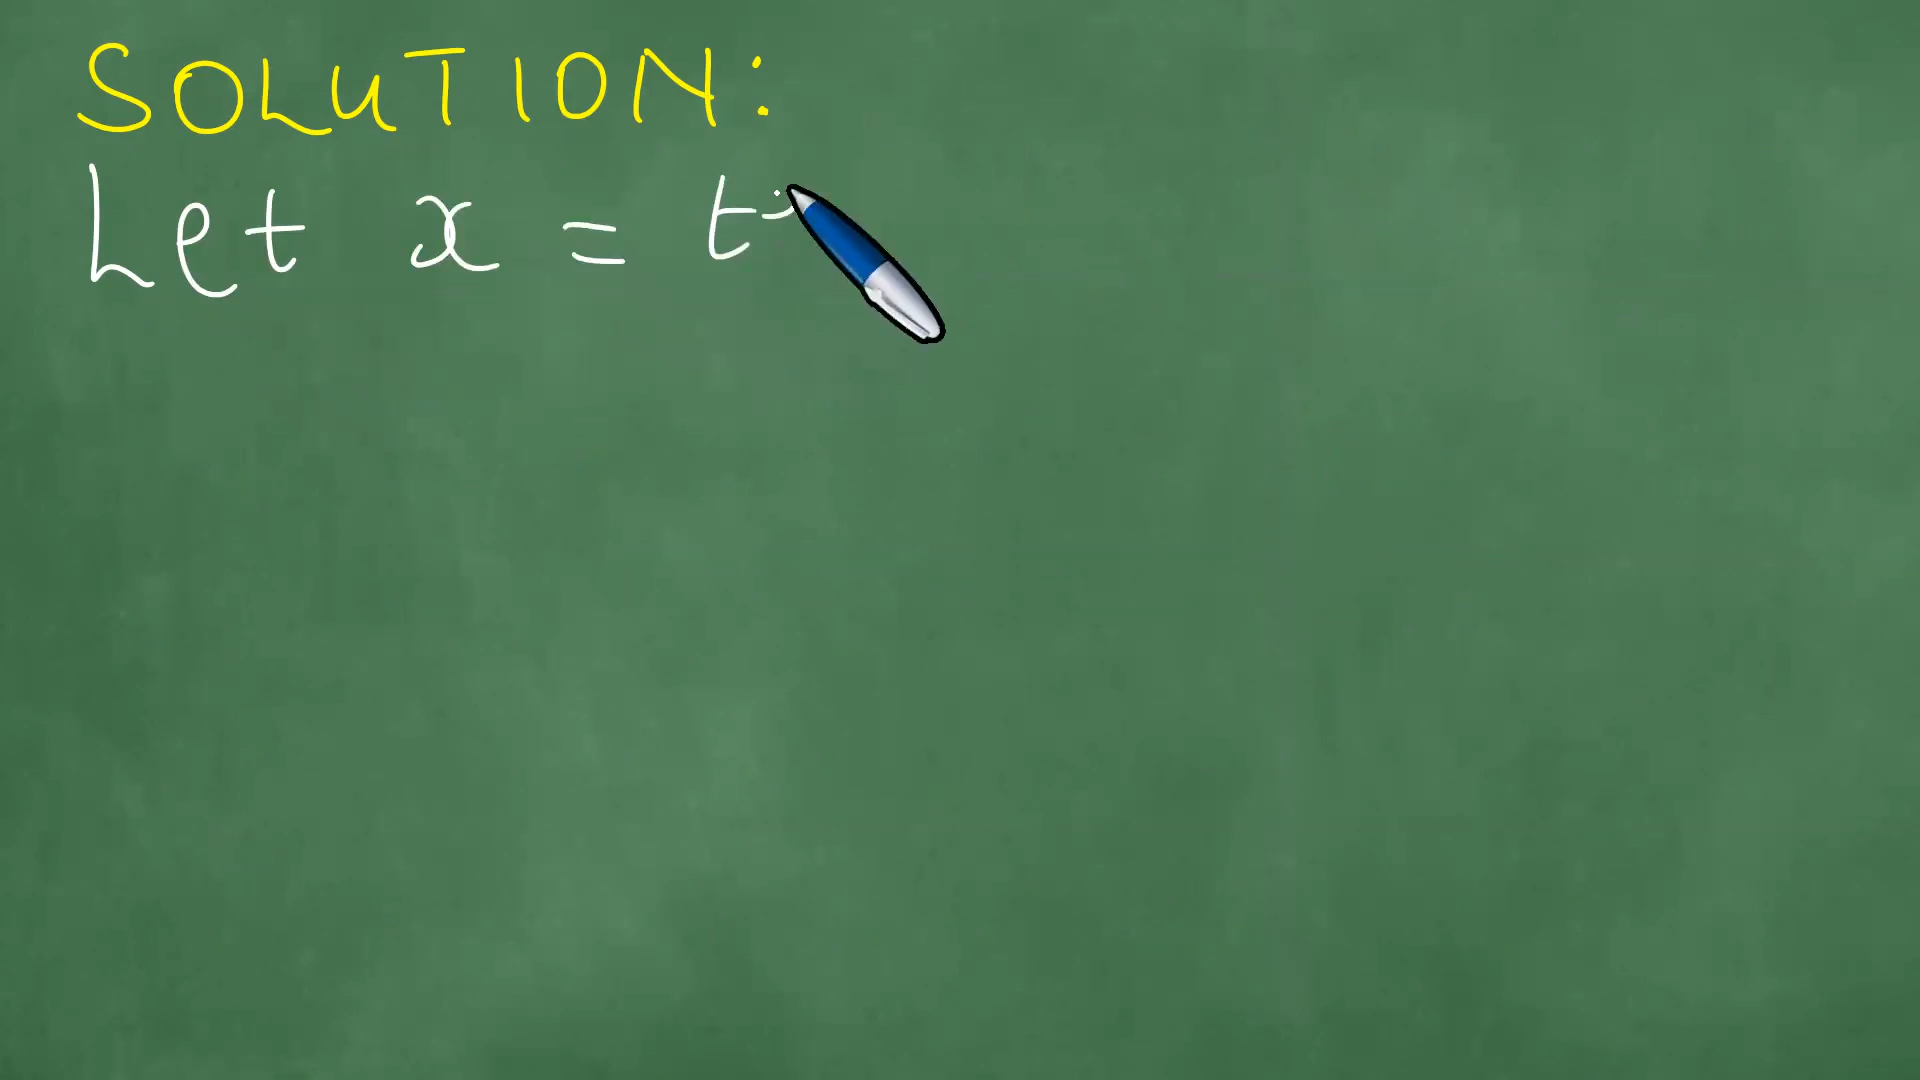 SOLUTION:
Let x = t